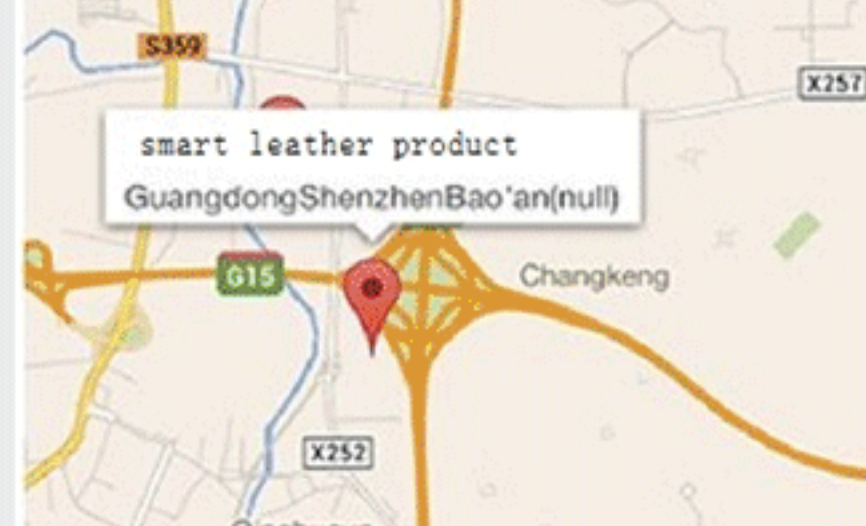 S359
X257
smart leather product
GuangdongShenzhenBao'an(null)
G15
Changkeng
X252